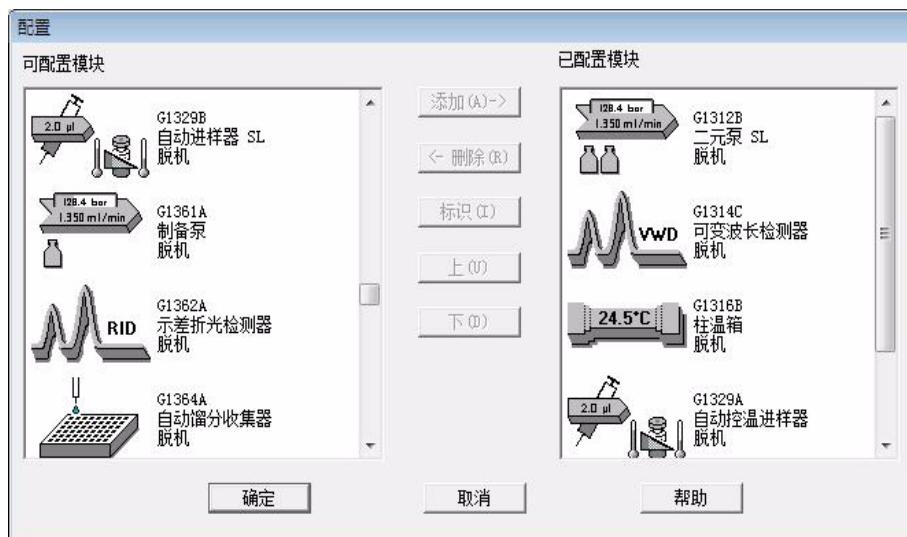 配置
可配置模块
G1329B
自动进样器 SL
脱机
2.0 µl
G1361A
制备泵
脱机
128.4 bar
1.350 ml/min
G1362A
示差折光检测器
脱机
RID
G1364A
自动馏分收集器
脱机
添加(A)->
<- 删除(R)
标识(I)
上(U)
下(D)
已配置模块
128.4 bar
1.350 ml/min
G1312B
二元泵 SL
脱机
VWD
G1314C
可变波长检测器
脱机
24.5°C
G1316B
柱温箱
脱机
2.0 µl
G1329A
自动控温进样器
脱机
确定
取消
帮助